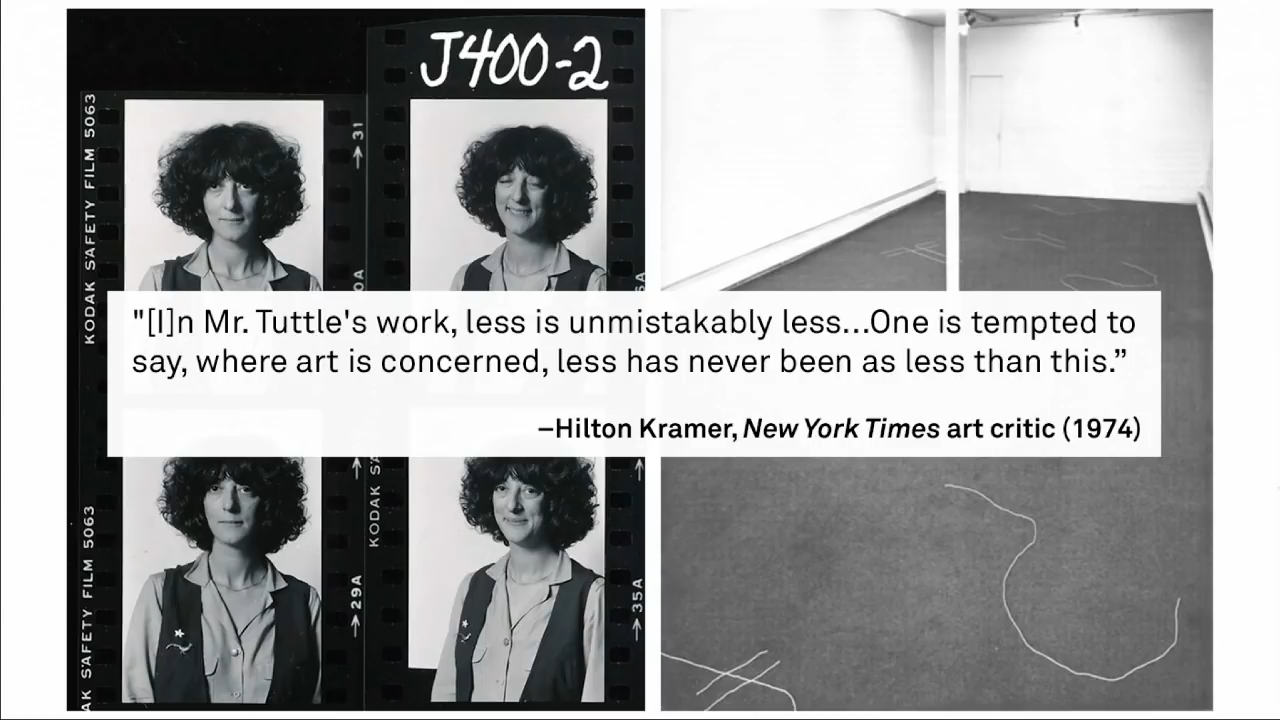 J400-2
KODAK SAFETY FILM 5063
31
"[I]n Mr. Tuttle's work, less is unmistakably less...One is tempted to
say, where art is concerned, less has never been as less than this.”
–Hilton Kramer, New York Times art critic (1974)
KODAK S
AK SAFETY FILM 5063
29A
35A